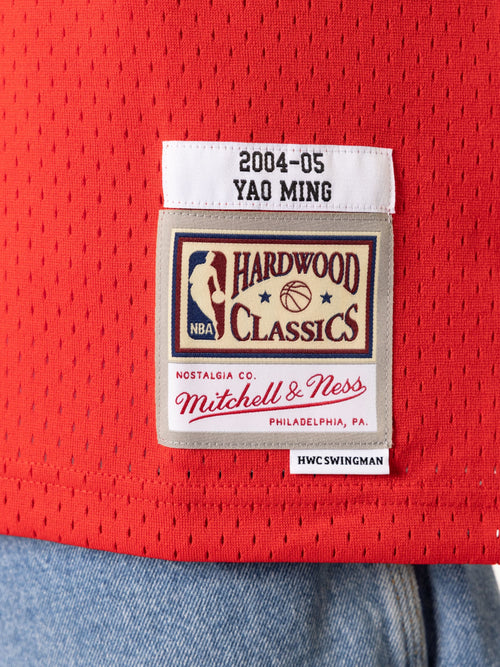 2004-05
YAO MING
HARDWOOD
CLASSICS
NBA
NOSTALGIA CO.
Mitchell & Ness
PHILADELPHIA, PA.
HWC SWINGMAN